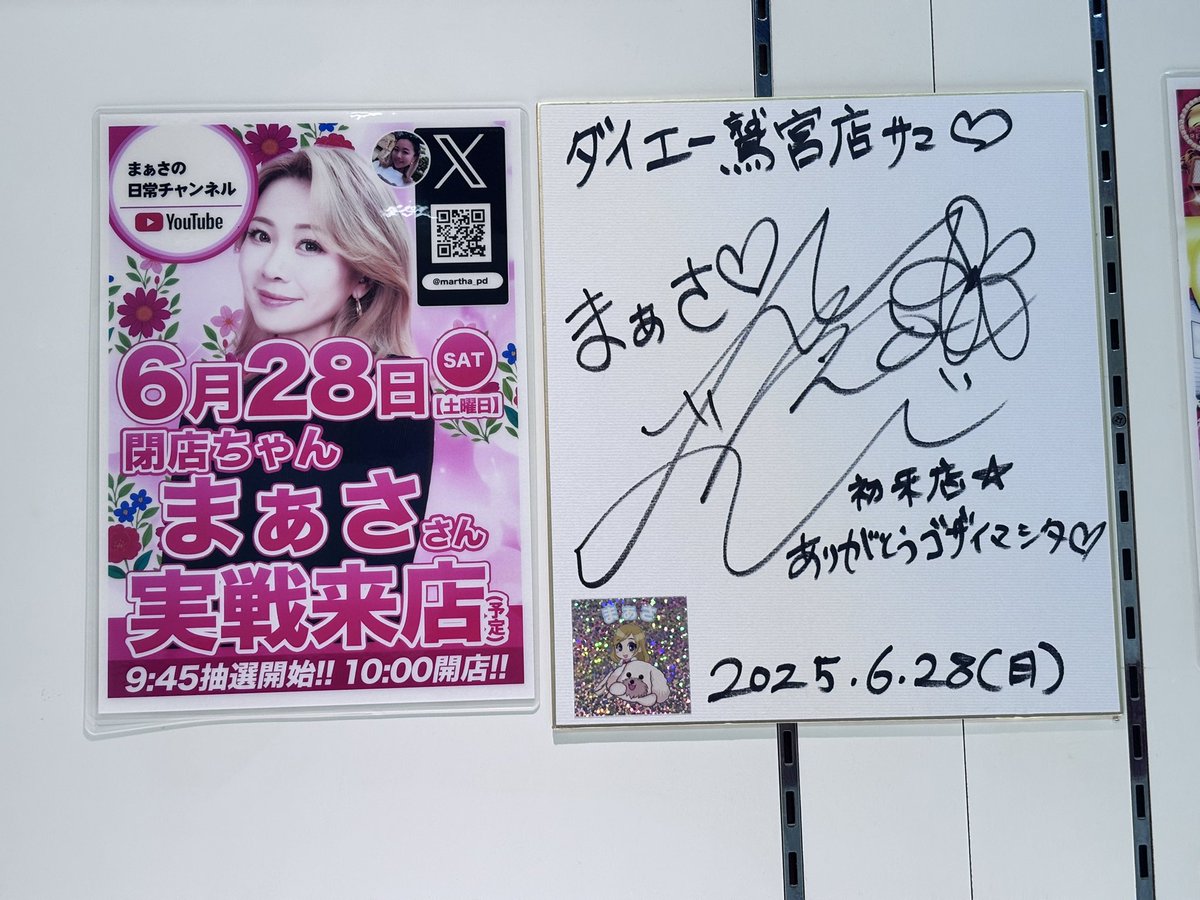 まぁさの
日常チャンネル
YouTube
X
@martha_pd
6月28日
SAT
【土曜日】
閉店ちゃん
まぁささん
実戦来店
(予定)
9:45抽選開始!! 10:00開店!!
ダイエー鷲宮店サマ♡
まぁさ♡
初来店☆
ありがとうゴザイマシタ♡
まぁさ
2025.6.28(日)